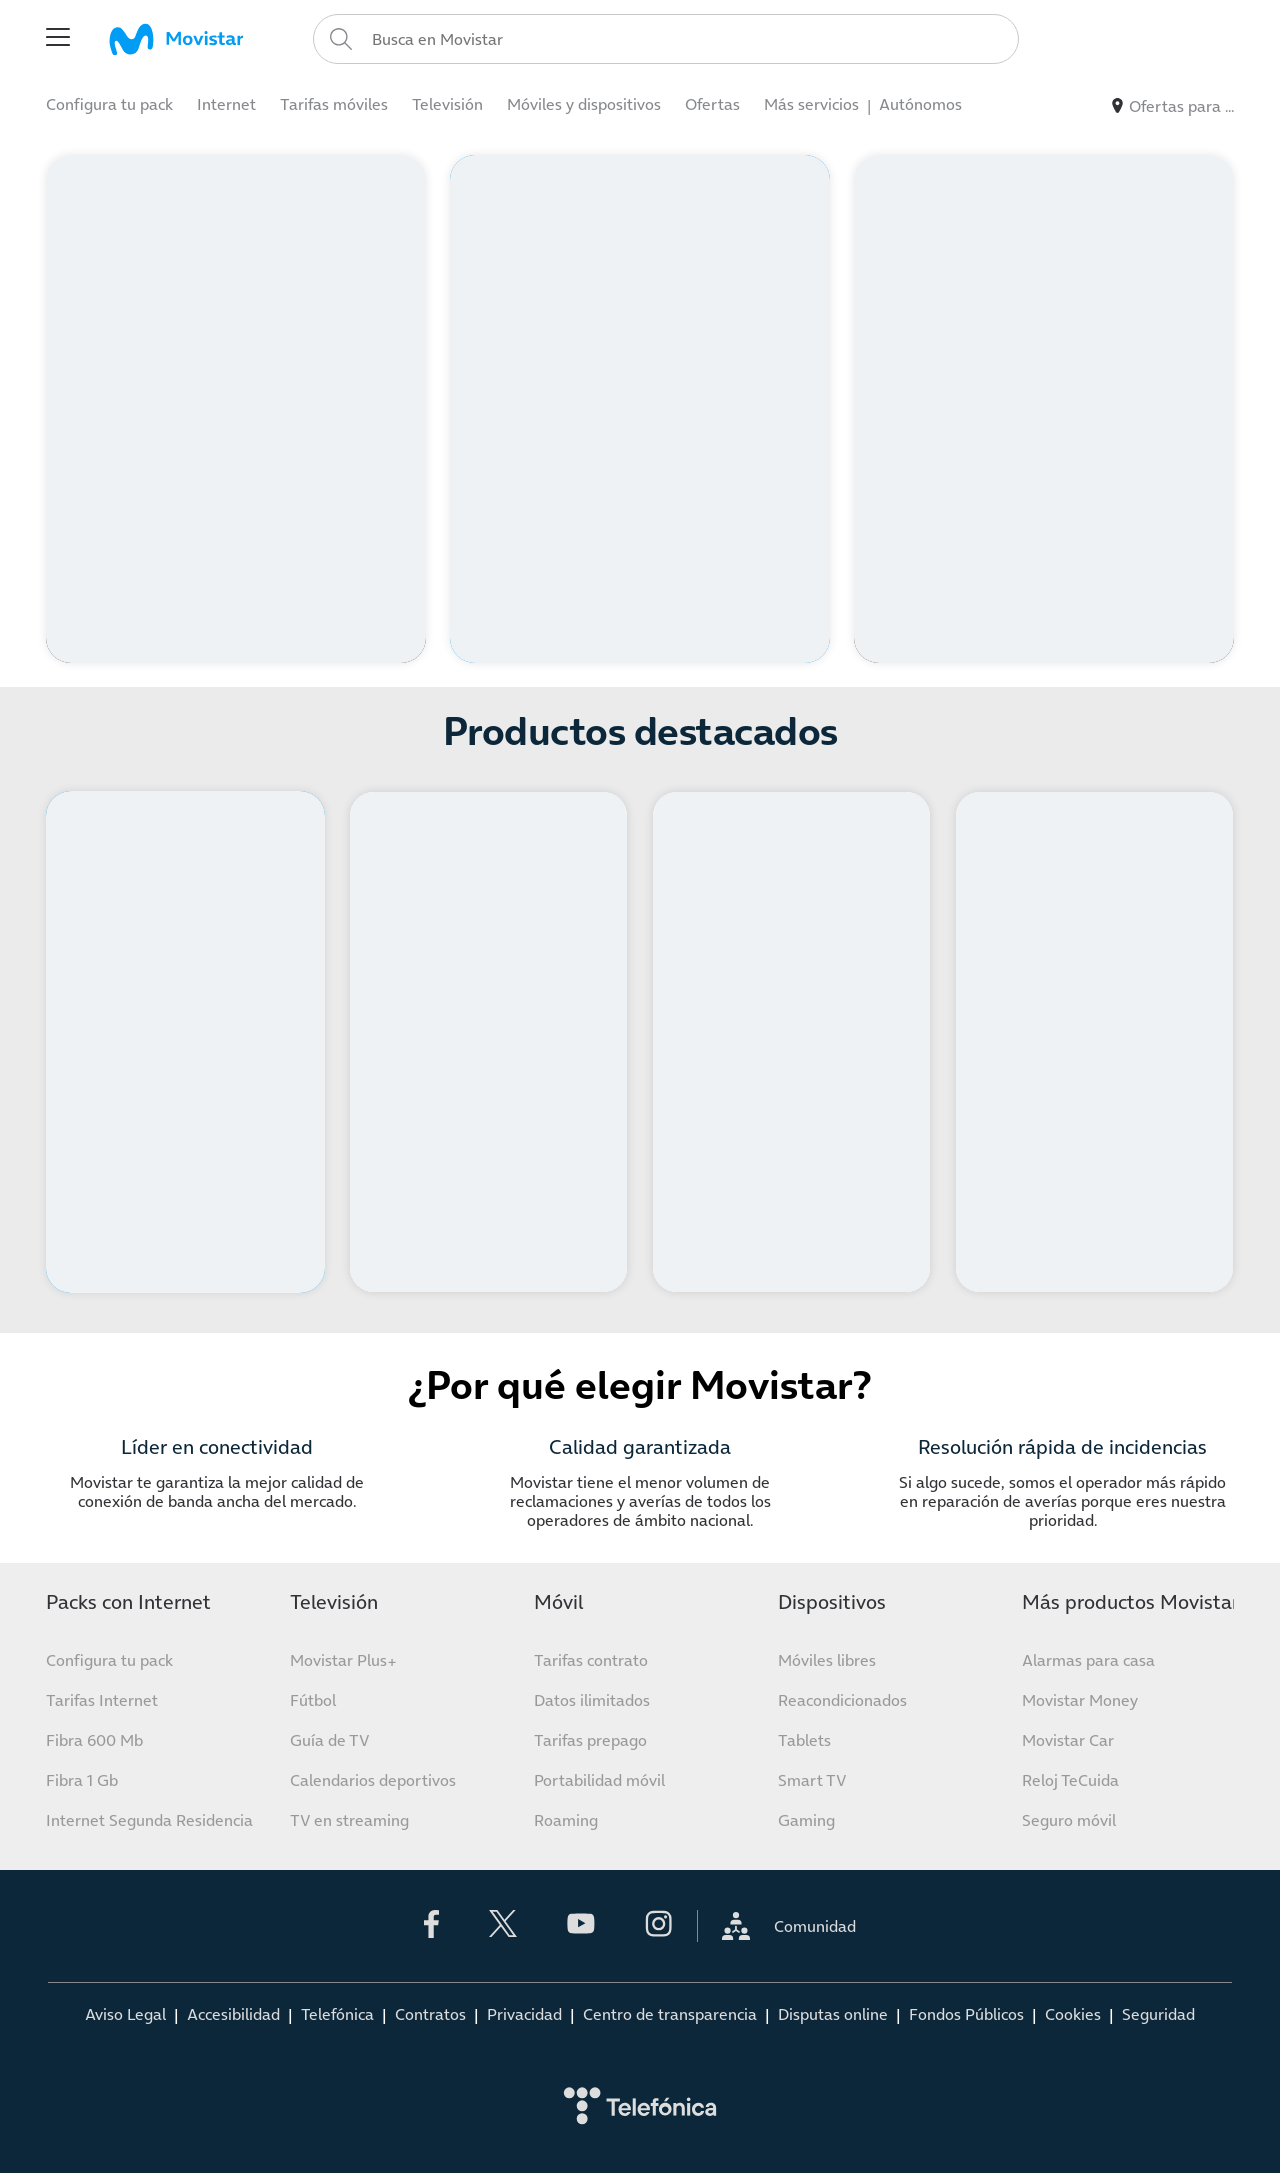 Movistar
Busca en Movistar
Configura tu pack Internet Tarifas móviles Televisión Móviles y dispositivos Ofertas Más servicios | Autónomos Ofertas para ...
Productos destacados
¿Por qué elegir Movistar?
Líder en conectividad
Movistar te garantiza la mejor calidad de
conexión de banda ancha del mercado.
Calidad garantizada
Movistar tiene el menor volumen de
reclamaciones y averías de todos los
operadores de ámbito nacional.
Resolución rápida de incidencias
Si algo sucede, somos el operador más rápido
en reparación de averías porque eres nuestra
prioridad.
Packs con Internet
Configura tu pack
Tarifas Internet
Fibra 600 Mb
Fibra 1 Gb
Internet Segunda Residencia
Televisión
Movistar Plus+
Fútbol
Guía de TV
Calendarios deportivos
TV en streaming
Móvil
Tarifas contrato
Datos ilimitados
Tarifas prepago
Portabilidad móvil
Roaming
Dispositivos
Móviles libres
Reacondicionados
Tablets
Smart TV
Gaming
Más productos Movistar
Alarmas para casa
Movistar Money
Movistar Car
Reloj TeCuida
Seguro móvil
Comunidad
Aviso Legal | Accesibilidad | Telefónica | Contratos | Privacidad | Centro de transparencia | Disputas online | Fondos Públicos | Cookies | Seguridad
Telefónica